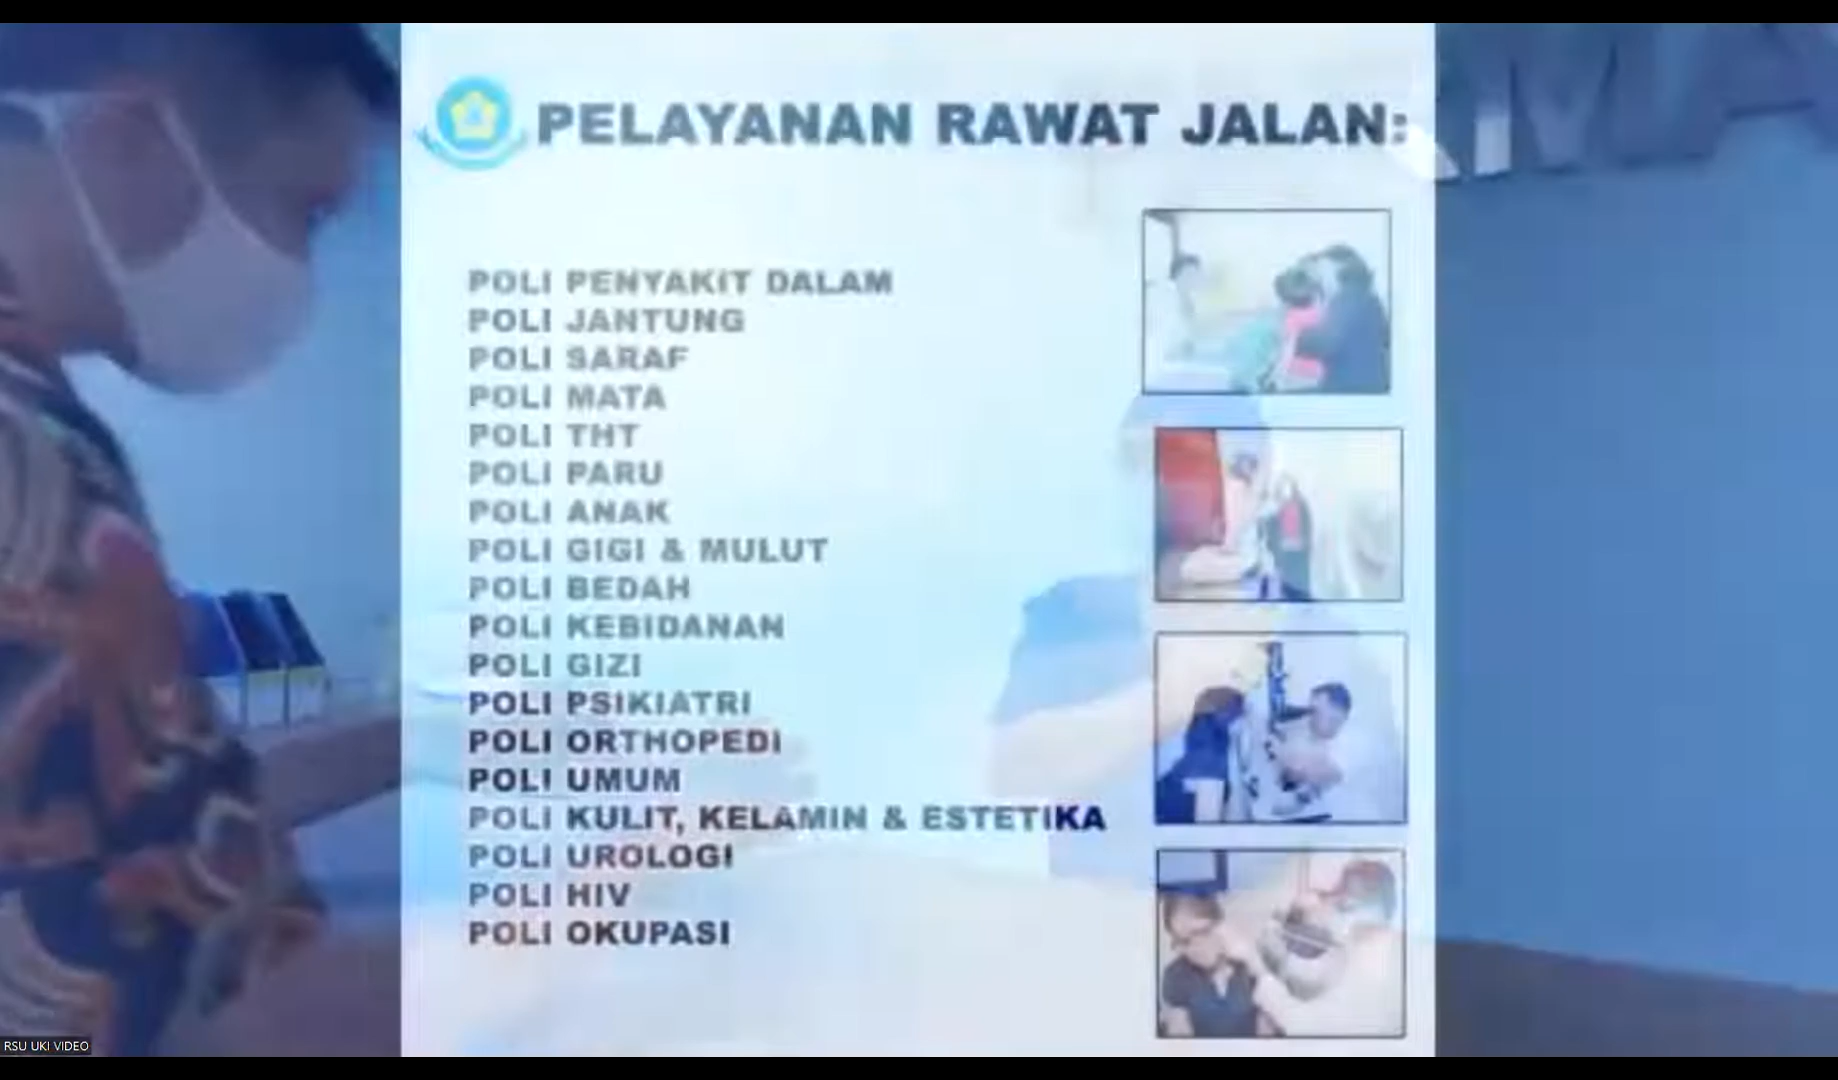 PELAYANAN RAWAT JALAN:
POLI PENYAKIT DALAM
POLI JANTUNG
POLI SARAF
POLI MATA
POLI THT
POLI PARU
POLI ANAK
POLI GIGI & MULUT
POLI BEDAH
POLI KEBIDANAN
POLI GIZI
POLI PSIKIATRI
POLI ORTHOPEDI
POLI UMUM
POLI KULIT, KELAMIN & ESTETIKA
POLI UROLOGI
POLI HIV
POLI OKUPASI
RSU UKI VIDEO